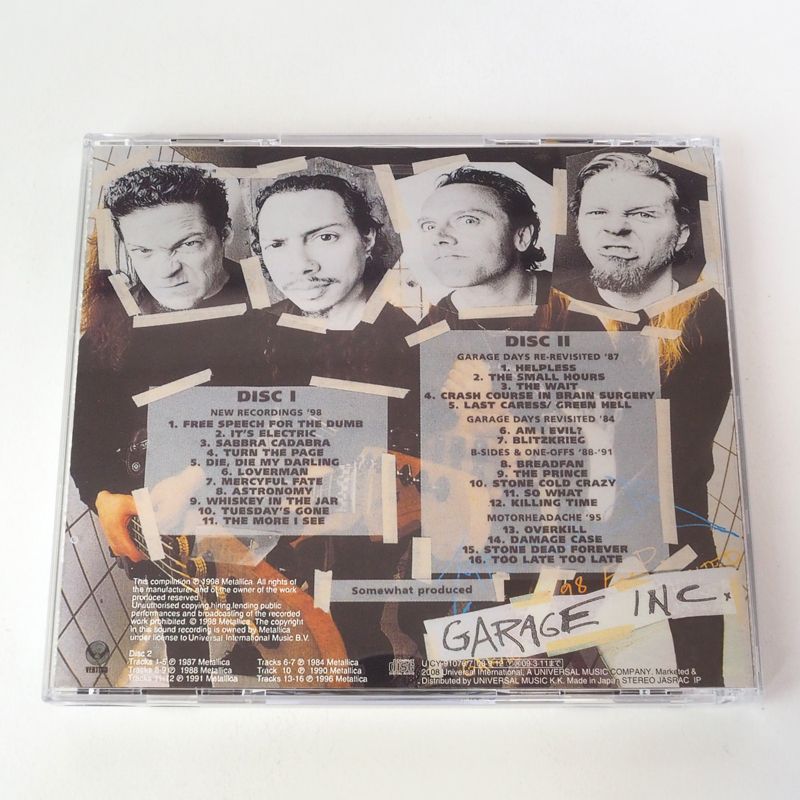 DISC I
NEW RECORDINGS '98
1. FREE SPEECH FOR THE DUMB
2. IT'S ELECTRIC
3. SABBRA CADABRA
4. TURN THE PAGE
5. DIE, DIE MY DARLING
6. LOVERMAN
7. MERCYFUL FATE
8. ASTRONOMY
9. WHISKEY IN THE JAR
10. TUESDAY'S GONE
11. THE MORE I SEE
DISC II
GARAGE DAYS RE-REVISITED '87
1. HELPLESS
2. THE SMALL HOURS
3. THE WAIT
4. CRASH COURSE IN BRAIN SURGERY
5. LAST CARESS/ GREEN HELL
GARAGE DAYS REVISITED '84
6. AM I EVIL?
7. BLITZKRIEG
B-SIDES & ONE-OFFS '88-'91
8. BREADFAN
9. THE PRINCE
10. STONE COLD CRAZY
11. SO WHAT
12. KILLING TIME
MOTORHEADACHE '95
13. OVERKILL
14. DAMAGE CASE
15. STONE DEAD FOREVER
16. TOO LATE TOO LATE
Somewhat produced
'98
GARAGE INC.
This compilation ℗ 1998 Metallica. All rights of
the manufacturer and of the owner of the work
produced reserved.
Unauthorised copying, hiring, lending, public
performances and broadcasting of the recorded
work prohibited. © 1998 Metallica. The copyright
in this sound recording is owned by Metallica
under license to Universal International Music B.V.
VERTIGO
Disc 2
Tracks 1-5 ℗ 1987 Metallica
Tracks 8-9 ℗ 1988 Metallica
Tracks 11-12 ℗ 1991 Metallica
Tracks 6-7 ℗ 1984 Metallica
Track 10 ℗ 1990 Metallica
Tracks 13-16 ℗ 1996 Metallica
COMPACT disc
2008 Universal International, A UNIVERSAL MUSIC COMPANY. Marketed &
Distributed by UNIVERSAL MUSIC K.K. Made in Japan STEREO JASRAC IP